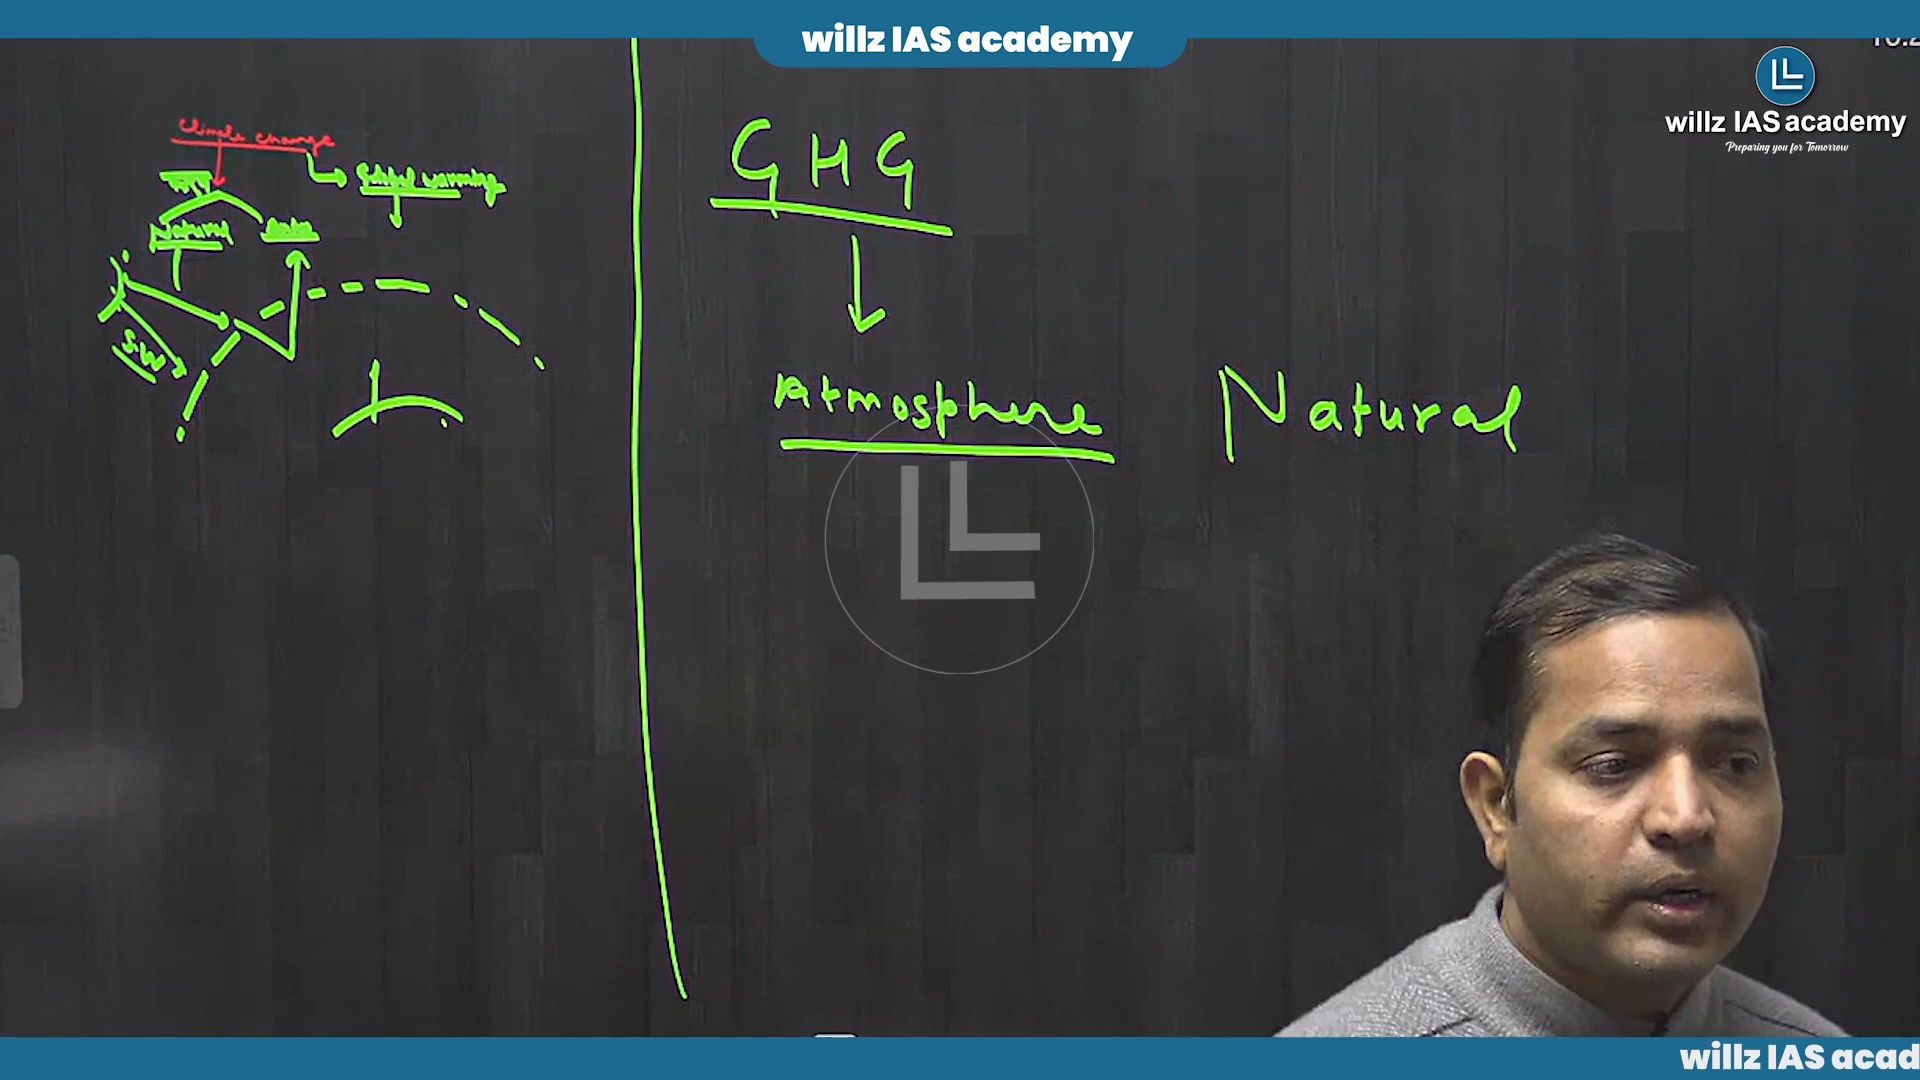 willz IAS academy
willz IAS academy
Preparing you for Tomorrow
Climate change
Global warming
Natural
S.W
GHG
Atmosphere
Natural
willz IAS acad